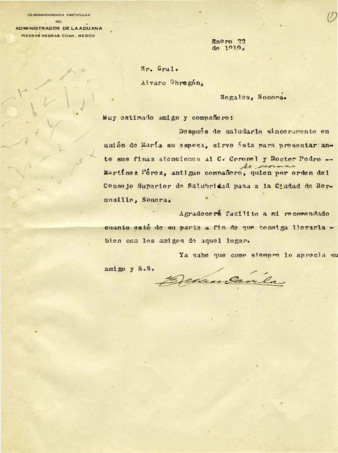 CORRESPONDENCIA PARTICULAR
DEL
ADMINISTRADOR DE LA ADUANA
PIEDRAS NEGRAS, COAH., MEXICO
(1)
Enero 22
de 1919.
Sr. Gral.
Alvaro Obregón,
Nogales, Sonora.
Muy estimado amigo y compañero:
Después de saludarle sinceramente en
unión de María su esposa, sirve ésta para presentar an-
te sus finas atenciones al C. Coronel y Doctor Pedro -
Martínez Pérez, antiguo compañero, quien por orden del
Consejo Superior de Salubridad pasa a la Ciudad de Her-
mosillo, Sonora.
Agradeceré facilite a mi recomendado
cuanto esté de su parte a fin de que consiga llevarla -
bien con los amigos de aquel lugar.
Ya sabe que como siempre lo aprecia su
amigo y S.S.